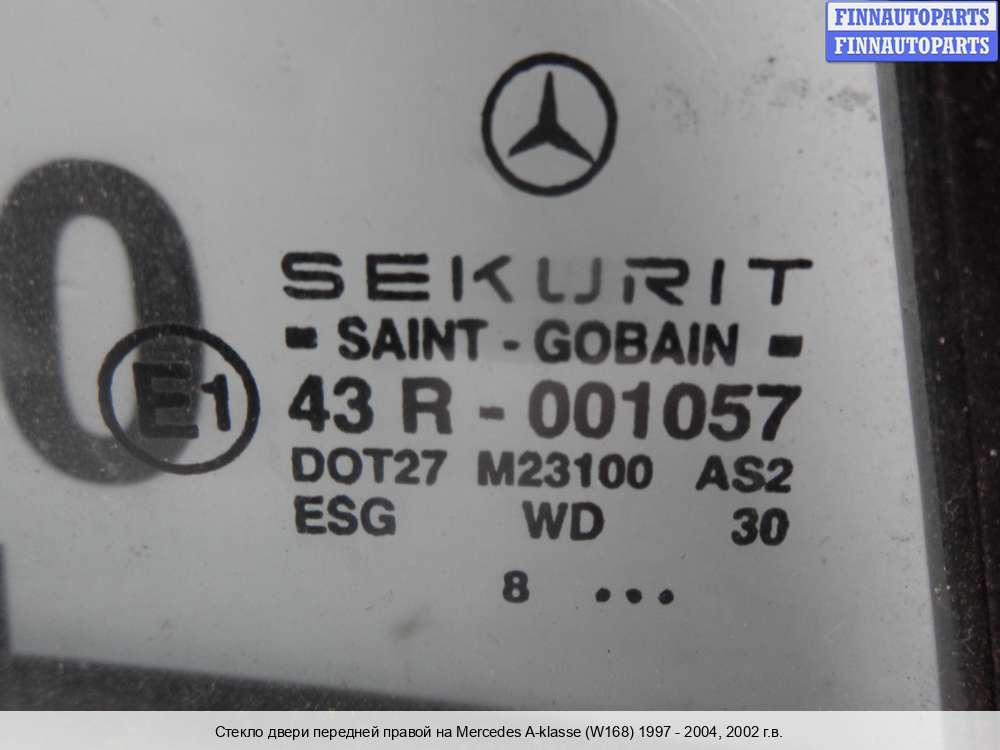 FINNAUTOPARTS
FINNAUTOPARTS
0
SEKURIT
SAINT - GOBAIN
E1 43 R - 001057
DOT27 M23100 AS2
ESG WD 30
8 ...
Стекло двери передней правой на Mercedes A-klasse (W168) 1997 - 2004, 2002 г.в.